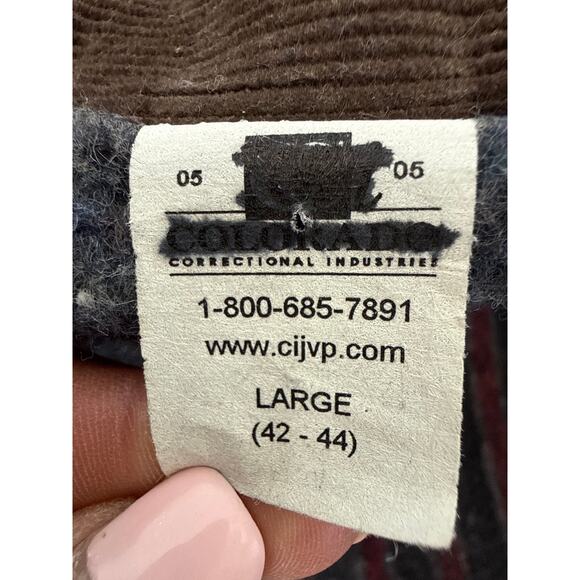 05 05
COLORADO
CORRECTIONAL INDUSTRIES
1-800-685-7891
www.cijvp.com
LARGE
(42 - 44)